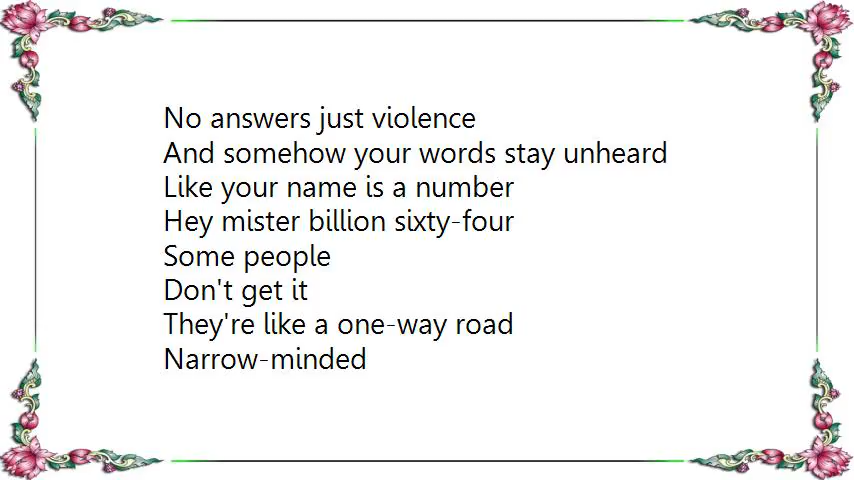 No answers just violence
And somehow your words stay unheard
Like your name is a number
Hey mister billion sixty-four
Some people
Don't get it
They're like a one-way road
Narrow-minded